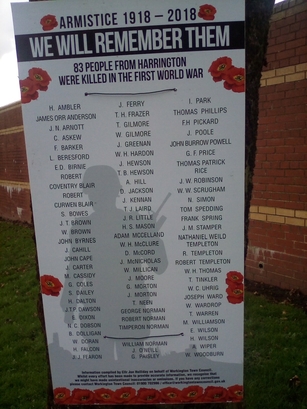 ARMISTICE 1918 – 2018
WE WILL REMEMBER THEM
83 PEOPLE FROM HARRINGTON
WERE KILLED IN THE FIRST WORLD WAR
H. AMBLER
JAMES ORR ANDERSON
J.N. ARNOTT
C. ASKEW
F. BARKER
L. BERESFORD
E.D. BIRNIE
ROBERT
COVENTRY BLAIR
ROBERT
CURWEN BLAIR
S. BOWES
J.T. BROWN
W. BROWN
JOHN BYRNES
J. CAHILL
JOHN CAPE
J. CARTER
M. CASSIDY
G. COLES
S. DAILEY
H. DALTON
J.T.P. DAWSON
B. DIXON
R.C. DOBSON
R. DOLLIGAN
W. DORAN
H. FALCON
J.J. FEARON
J. FERRY
T.H. FRAZER
T. GILMORE
W. GILMORE
J. GREENAN
W.H. HARDON
J. HEWSON
T.B. HEWSON
A. HILL
D. JACKSON
J. KENNAN
T.J. LAIRD
J.R. LITTLE
H.S. MASON
ADAM MCCELLAND
W.H. McCLURE
D. McCORD
J. McNICHOLAS
W. MILLICAN
J. MOORE
G. MORTON
J. MORTON
T. NEEN
GEORGE NORMAN
ROBERT NORMAN
TIMPERON NORMAN
WILLIAM NORMAN
J. O'NEILL
G. PAISLEY
I. PARK
THOMAS PHILLIPS
F.H. PICKARD
J. POOLE
JOHN BURROW POWELL
G.F. PRICE
THOMAS PATRICK
RICE
J.W. ROBINSON
W.W. SCRUGHAM
N. SIMON
TOM SPEDDING
FRANK SPRING
J.M. STAMPER
NATHANIEL WEILD
TEMPLETON
R. TEMPLETON
ROBERT TEMPLETON
W.H. THOMAS
T. TINKLER
W.C. UHRIG
JOSEPH WARD
W. WARDROP
T. WARREN
M. WILLIAMSON
E. WILSON
H. WILSON
H. WIPER
W. WOODBURN